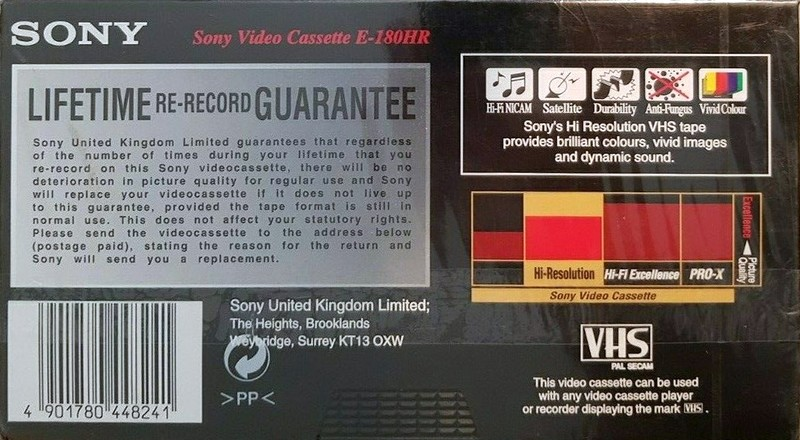 SONY
Sony Video Cassette E-180HR
LIFETIME RE-RECORD GUARANTEE
Sony United Kingdom Limited guarantees that regardless
of the number of times during your lifetime that you
re-record on this Sony videocassette, there will be no
deterioration in picture quality for regular use and Sony
will replace your videocassette if it does not live up
to this guarantee, provided the tape format is still in
normal use. This does not affect your statutory rights.
Please send the videocassette to the address below
(postage paid), stating the reason for the return and
Sony will send you a replacement.
Hi-Fi NICAM Satellite Durability Anti-Fungus Vivid Colour
Sony's Hi Resolution VHS tape
provides brilliant colours, vivid images
and dynamic sound.
Excellence
Picture
Quality
Hi-Resolution Hi-Fi Excellence PRO-X
Sony Video Cassette
Sony United Kingdom Limited;
The Heights, Brooklands
Weybridge, Surrey KT13 OXW
>PP<
4 901780 448241
VHS
PAL SECAM
This video cassette can be used
with any video cassette player
or recorder displaying the mark VHS.